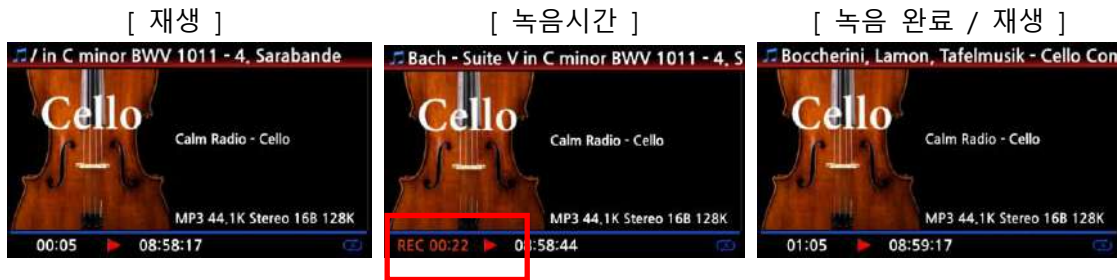 [ 재생 ]
[ 녹음시간 ]
[ 녹음 완료 / 재생 ]
/ in C minor BWV 1011 - 4. Sarabande
Cello
Calm Radio - Cello
MP3 44.1K Stereo 16B 128K
00:05 08:58:17
Bach - Suite V in C minor BWV 1011 - 4. S
Cello
Calm Radio - Cello
MP3 44.1K Stereo 16B 128K
REC 00:22 08:58:44
Boccherini, Lamon, Tafelmusik - Cello Con
Cello
Calm Radio - Cello
MP3 44.1K Stereo 16B 128K
01:05 08:59:17